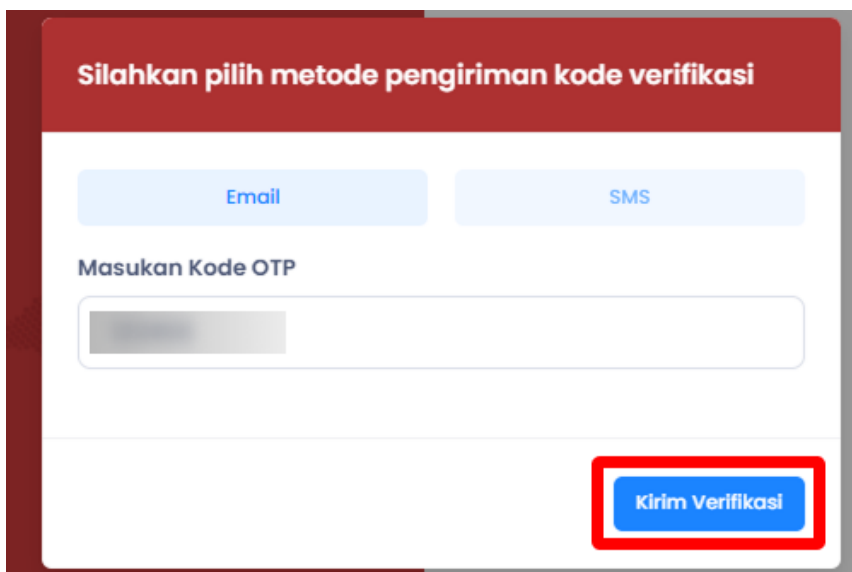 Silahkan pilih metode pengiriman kode verifikasi
Email
SMS
Masukan Kode OTP
Kirim Verifikasi